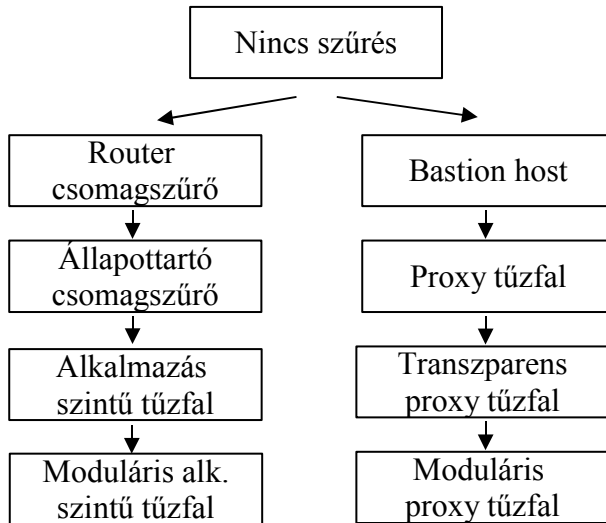 Nincs szűrés
Router
csomagszűrő
Bastion host
Állapottartó
csomagszűrő
Proxy tűzfal
Alkalmazás
szintű tűzfal
Transzparens
proxy tűzfal
Moduláris alk.
szintű tűzfal
Moduláris
proxy tűzfal